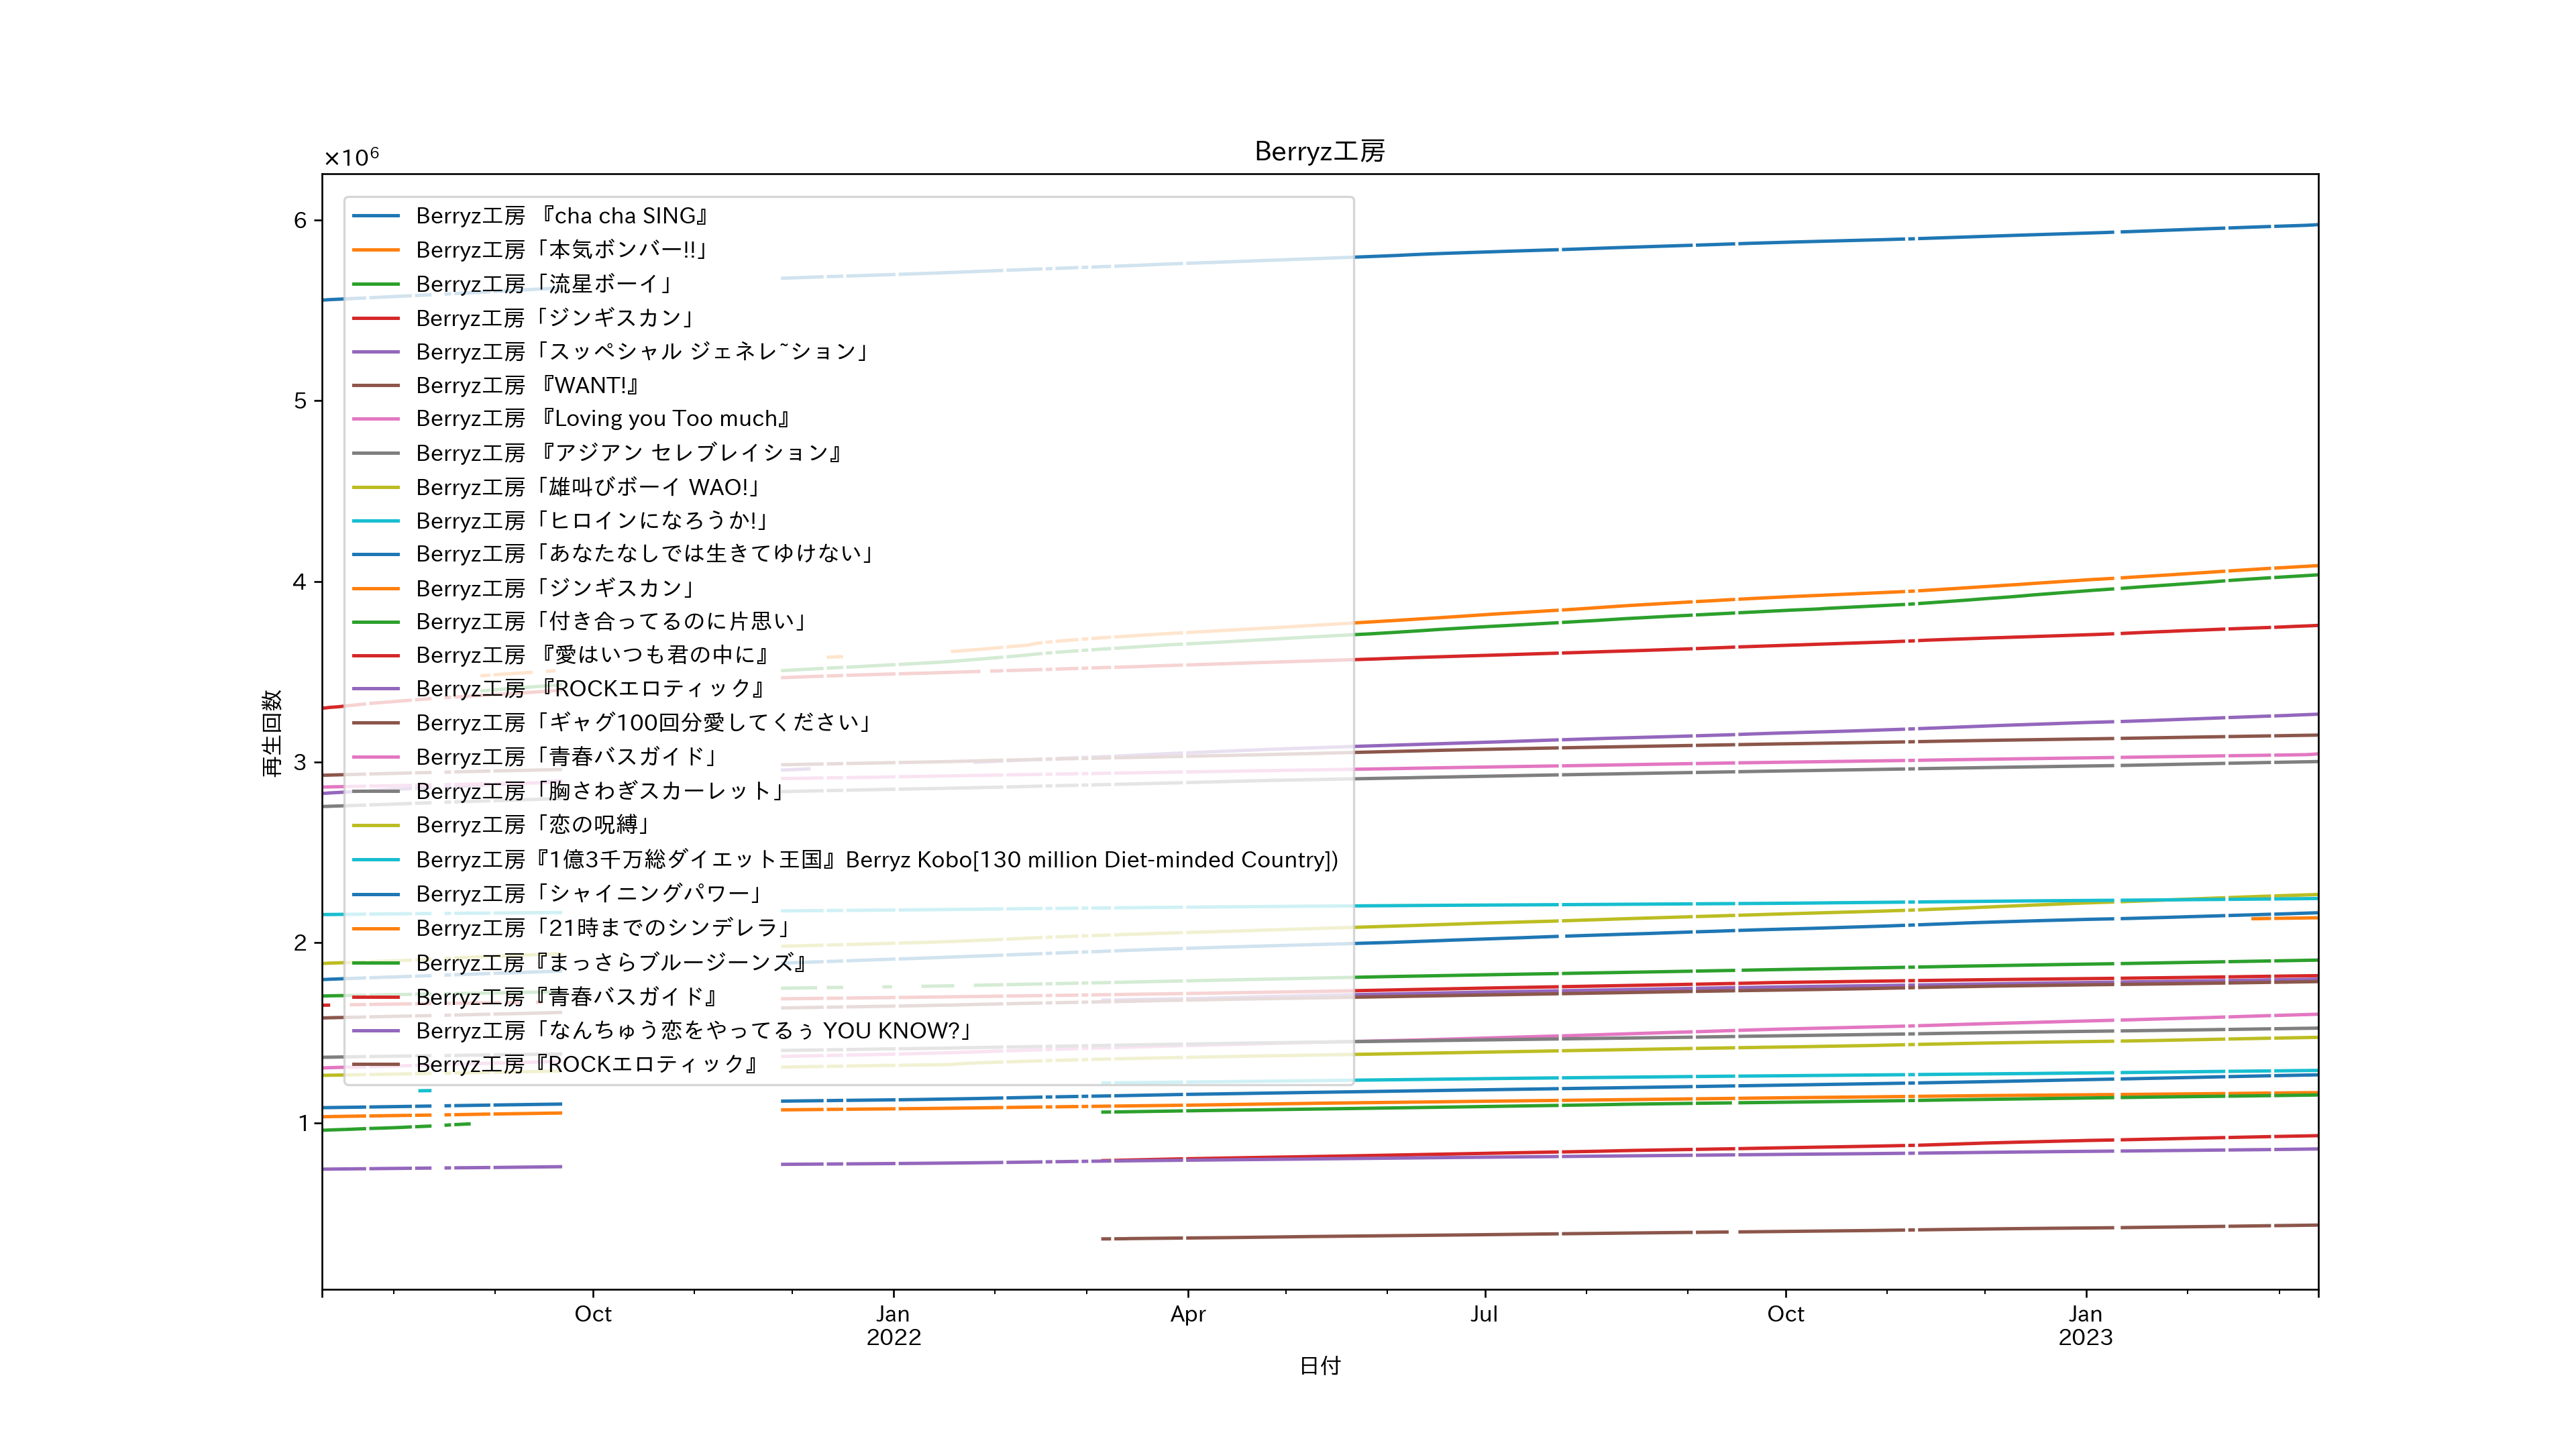 Berryz工房
×10⁶
6
5
4
3
2
1
再生回数
Berryz工房 『cha cha SING』
Berryz工房「本気ボンバー!!」
Berryz工房「流星ボーイ」
Berryz工房「ジンギスカン」
Berryz工房「スッペシャル ジェネレ~ション」
Berryz工房 『WANT!』
Berryz工房 『Loving you Too much』
Berryz工房 『アジアン セレブレイション』
Berryz工房「雄叫びボーイ WAO!」
Berryz工房「ヒロインになろうか!」
Berryz工房「あなたなしでは生きてゆけない」
Berryz工房「ジンギスカン」
Berryz工房「付き合ってるのに片思い」
Berryz工房 『愛はいつも君の中に』
Berryz工房 『ROCKエロティック』
Berryz工房「ギャグ100回分愛してください」
Berryz工房「青春バスガイド」
Berryz工房「胸さわぎスカーレット」
Berryz工房「恋の呪縛」
Berryz工房『1億3千万総ダイエット王国』Berryz Kobo[130 million Diet-minded Country])
Berryz工房「シャイニングパワー」
Berryz工房「21時までのシンデレラ」
Berryz工房『まっさらブルージーンズ』
Berryz工房『青春バスガイド』
Berryz工房「なんちゅう恋をやってるぅ YOU KNOW?」
Berryz工房『ROCKエロティック』
Oct Jan Apr Jul Oct Jan
2022 2023
日付